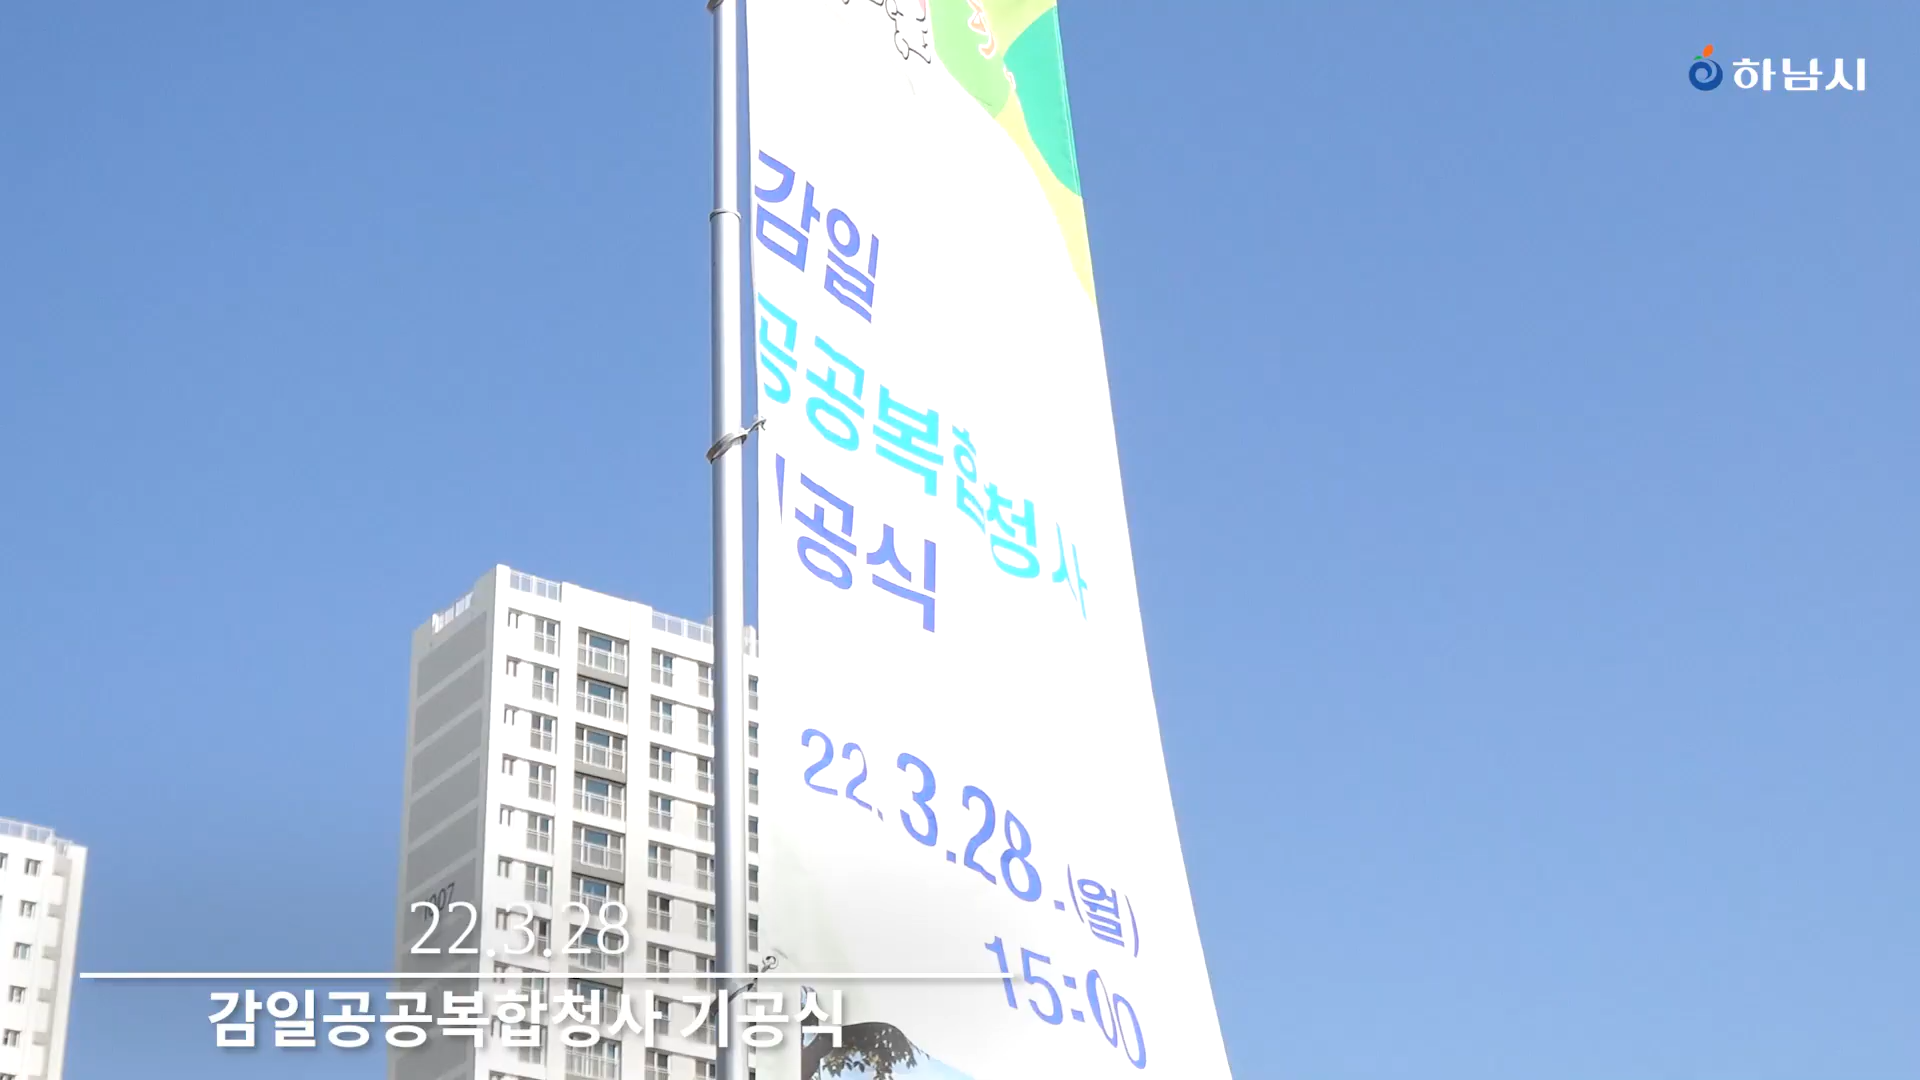 하남시
감일
공공복합청사
공식
22.3.28.(월)
15:00
1007
22.3.28
감일공공복합청사 기공식